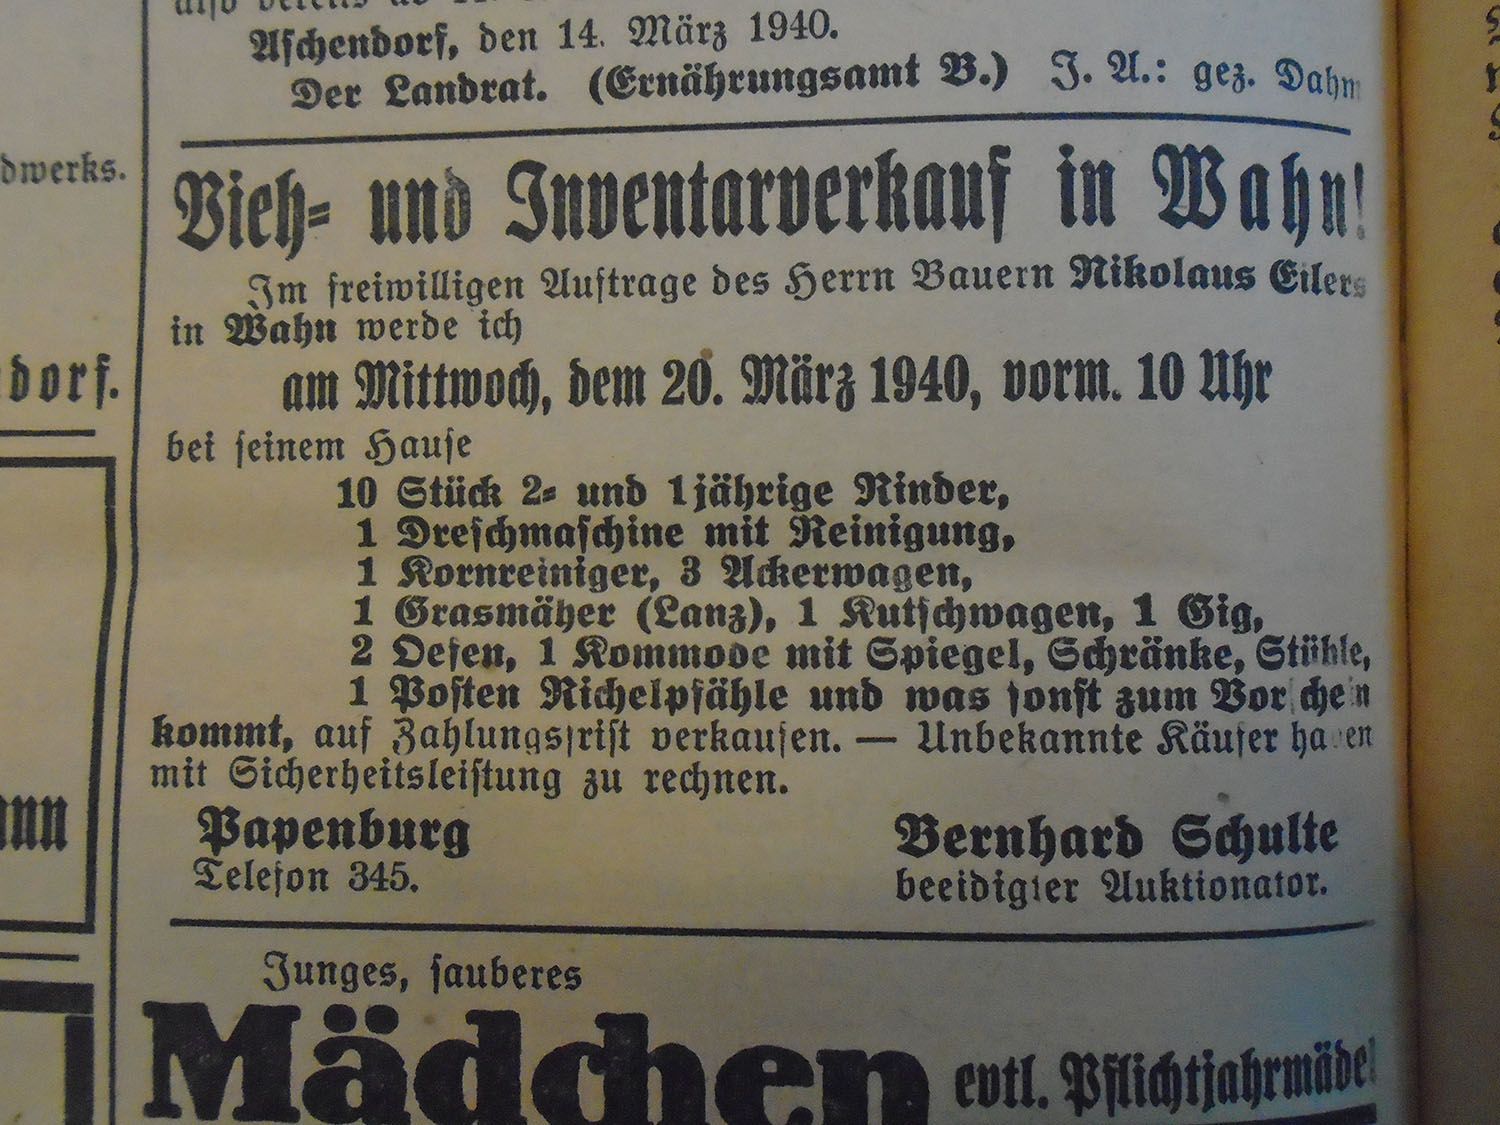 Aschendorf, den 14. März 1940.
Der Landrat. (Ernährungsamt B.) J. A.: gez. Dahm
dwerks.
Vieh- und Inventarverkauf in Wahn!
Im freiwilligen Auftrage des Herrn Bauern Nikolaus Eilers
in Wahn werde ich
am Mittwoch, dem 20. März 1940, vorm. 10 Uhr
dorf.
bei seinem Hause
10 Stück 2- und 1jährige Rinder,
1 Dreschmaschine mit Reinigung,
1 Kornreiniger, 3 Ackerwagen,
1 Grasmäher (Lanz), 1 Kutschwagen, 1 Gig,
2 Oefen, 1 Kommode mit Spiegel, Schränke, Stühle,
1 Posten Richelpfähle und was sonst zum Vorschein
kommt, auf Zahlungsfrist verkaufen. — Unbekannte Käufer haben
mit Sicherheitsleistung zu rechnen.
Papenburg
Bernhard Schulte
Telefon 345.
beeidigter Auktionator.
Junges, sauberes
Mädchen evtl. Pflichtjahrmädel